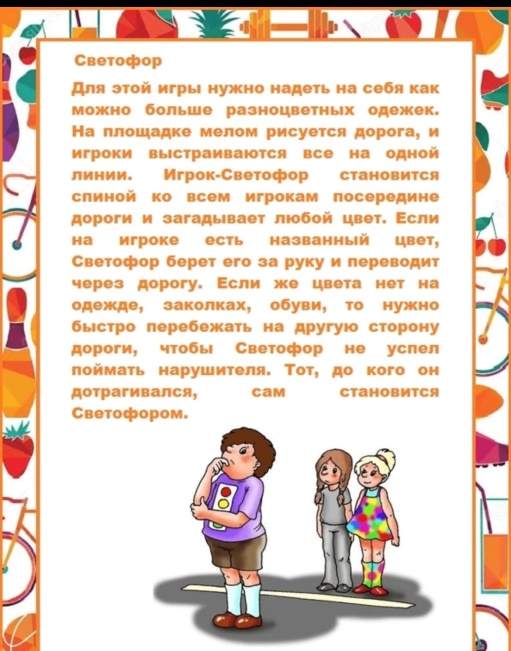 Светофор
Для этой игры нужно надеть на себя как
можно больше разноцветных одежек.
На площадке мелом рисуется дорога, и
игроки выстраиваются все на одной
линии. Игрок-Светофор становится
спиной ко всем игрокам посередине
дороги и загадывает любой цвет. Если
на игроке есть названный цвет,
Светофор берет его за руку и переводит
через дорогу. Если же цвета нет на
одежде, заколках, обуви, то нужно
быстро перебежать на другую сторону
дороги, чтобы Светофор не успел
поймать нарушителя. Тот, до кого он
дотрагивался, сам становится
Светофором.